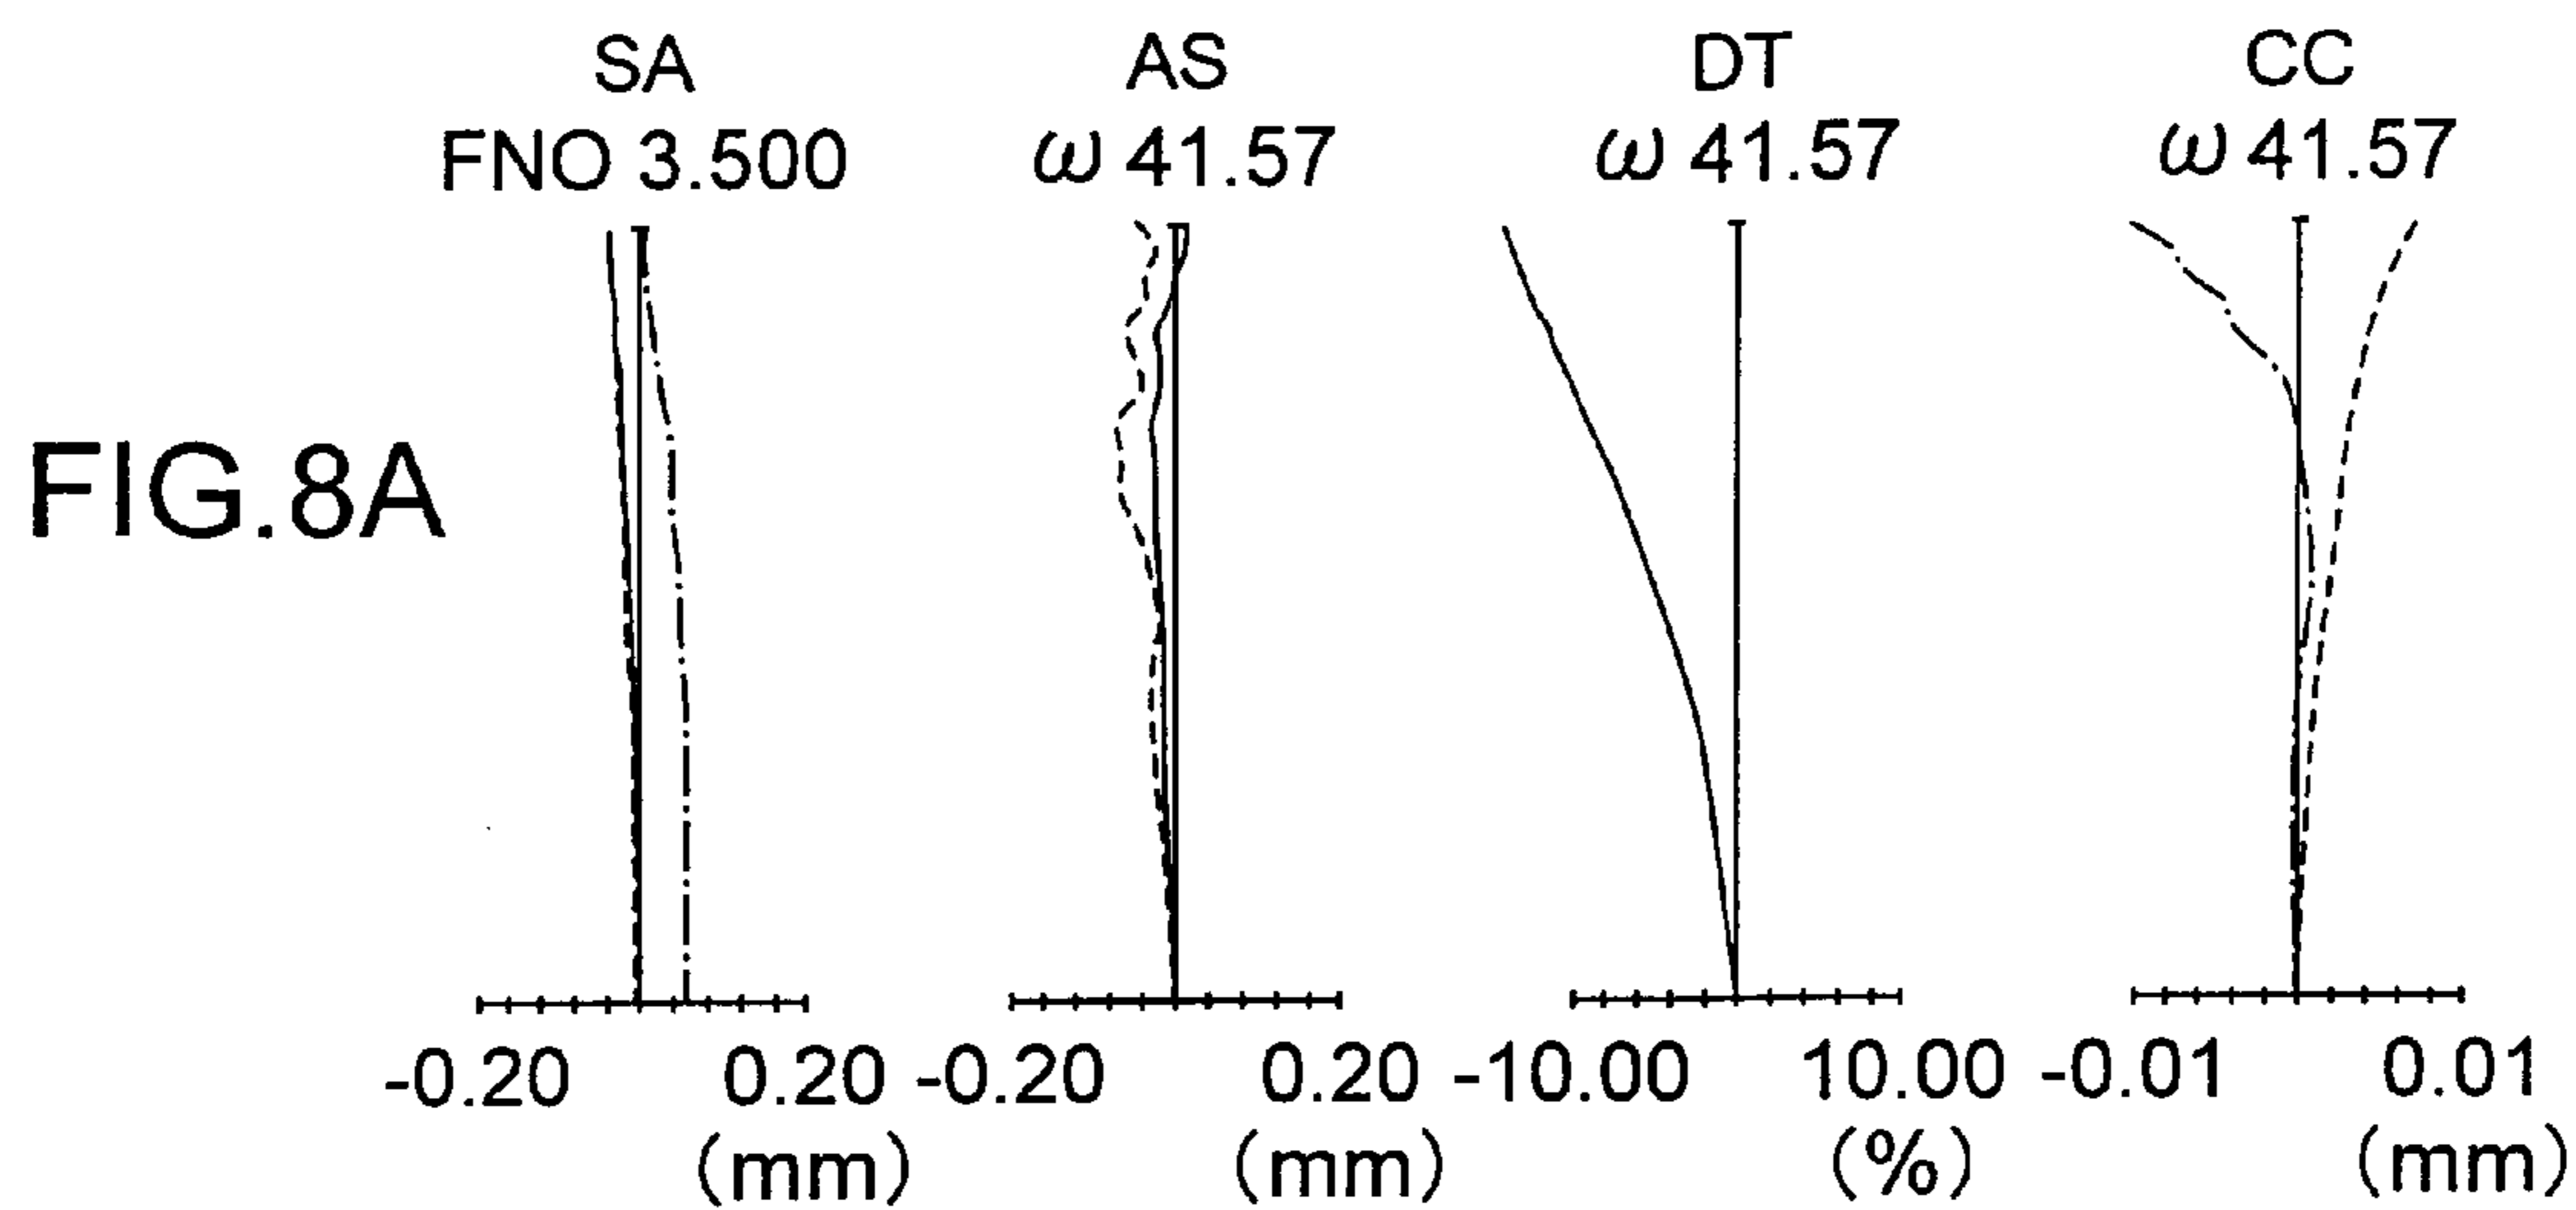 SA AS DT CC
FNO 3.500 ω 41.57 ω 41.57 ω 41.57
FIG.8A
-0.20 0.20 -0.20 0.20 -10.00 10.00 -0.01 0.01
(mm) (mm) (%) (mm)